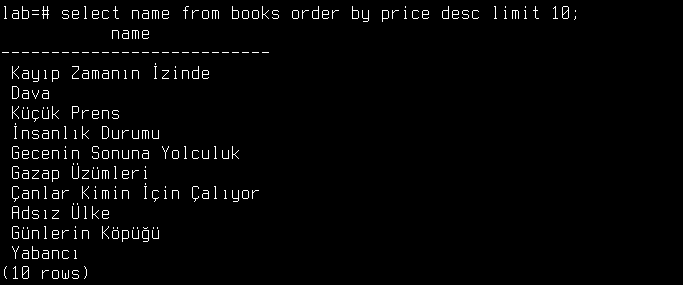 lab=# select name from books order by price desc limit 10;
name
---------------------------
Kayıp Zamanın İzinde
Dava
Küçük Prens
İnsanlık Durumu
Gecenin Sonuna Yolculuk
Gazap Üzümleri
Çanlar Kimin İçin Çalıyor
Adsız Ülke
Günlerin Köpüğü
Yabancı
(10 rows)